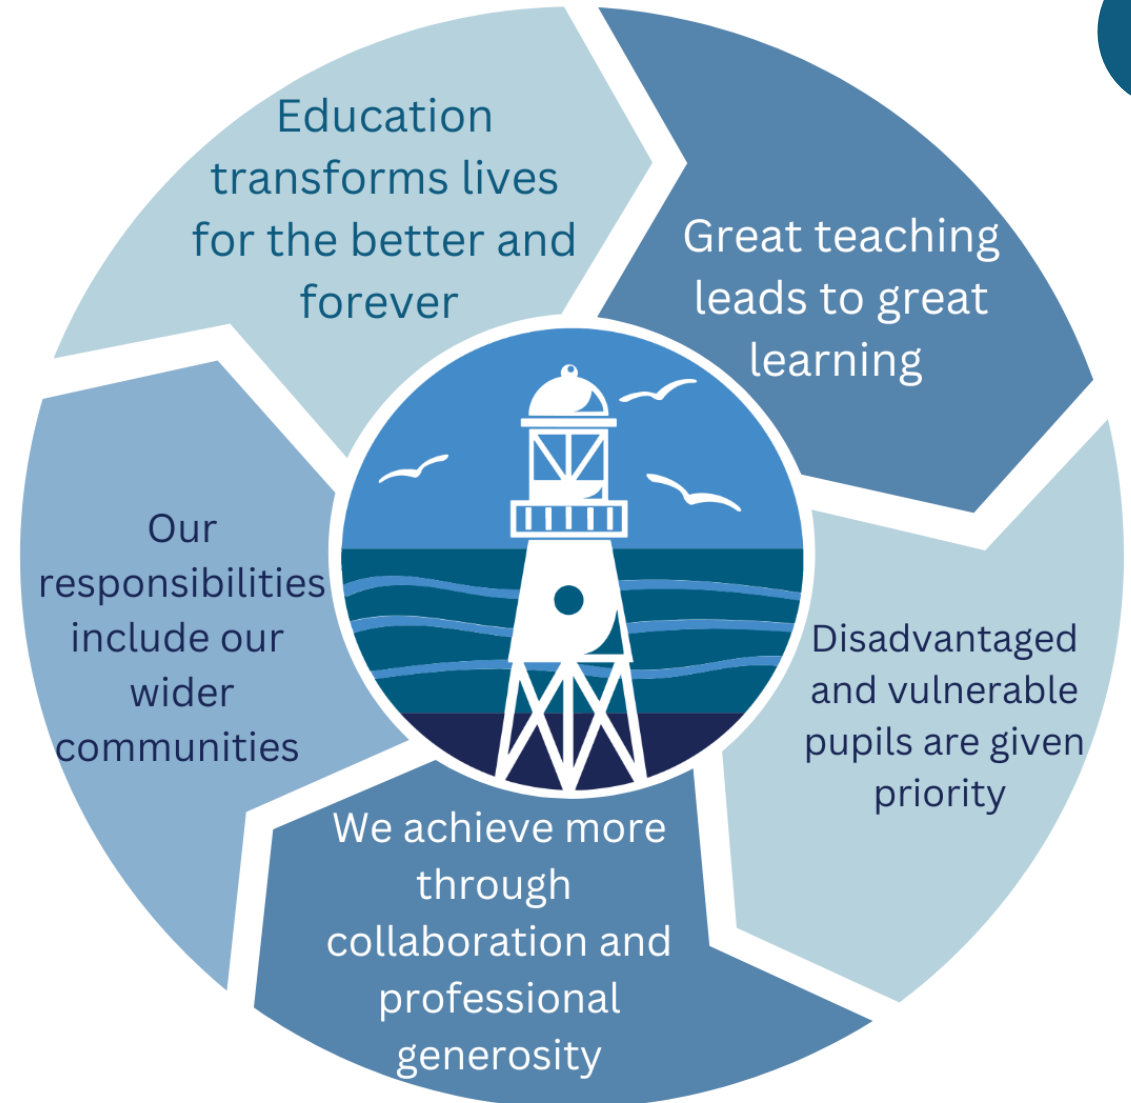 Education
transforms lives
for the better and
forever
Great teaching
leads to great
learning
Disadvantaged
and vulnerable
pupils are given
priority
We achieve more
through
collaboration and
professional
generosity
Our
responsibilities
include our
wider
communities